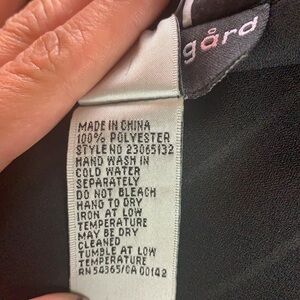 gård
MADE IN CHINA
100% POLYESTER
STYLE NO 23065132
HAND WASH IN
COLD WATER
SEPARATELY
DO NOT BLEACH
HANG TO DRY
IRON AT LOW
TEMPERATURE
MAY BE DRY
CLEANED
TUMBLE AT LOW
TEMPERATURE
RN 54365/CA 00142